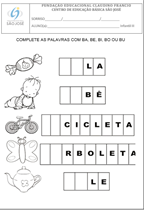 FUNDAÇÃO EDUCACIONAL CLAUDINO FRANCIO
CENTRO DE EDUCAÇÃO BÁSICA SÃO JOSÉ
COMPLETE AS PALAVRAS COM BA, BE, BI, BO OU BU
LA
BÊ
CICLETA
RBOLETA
LE